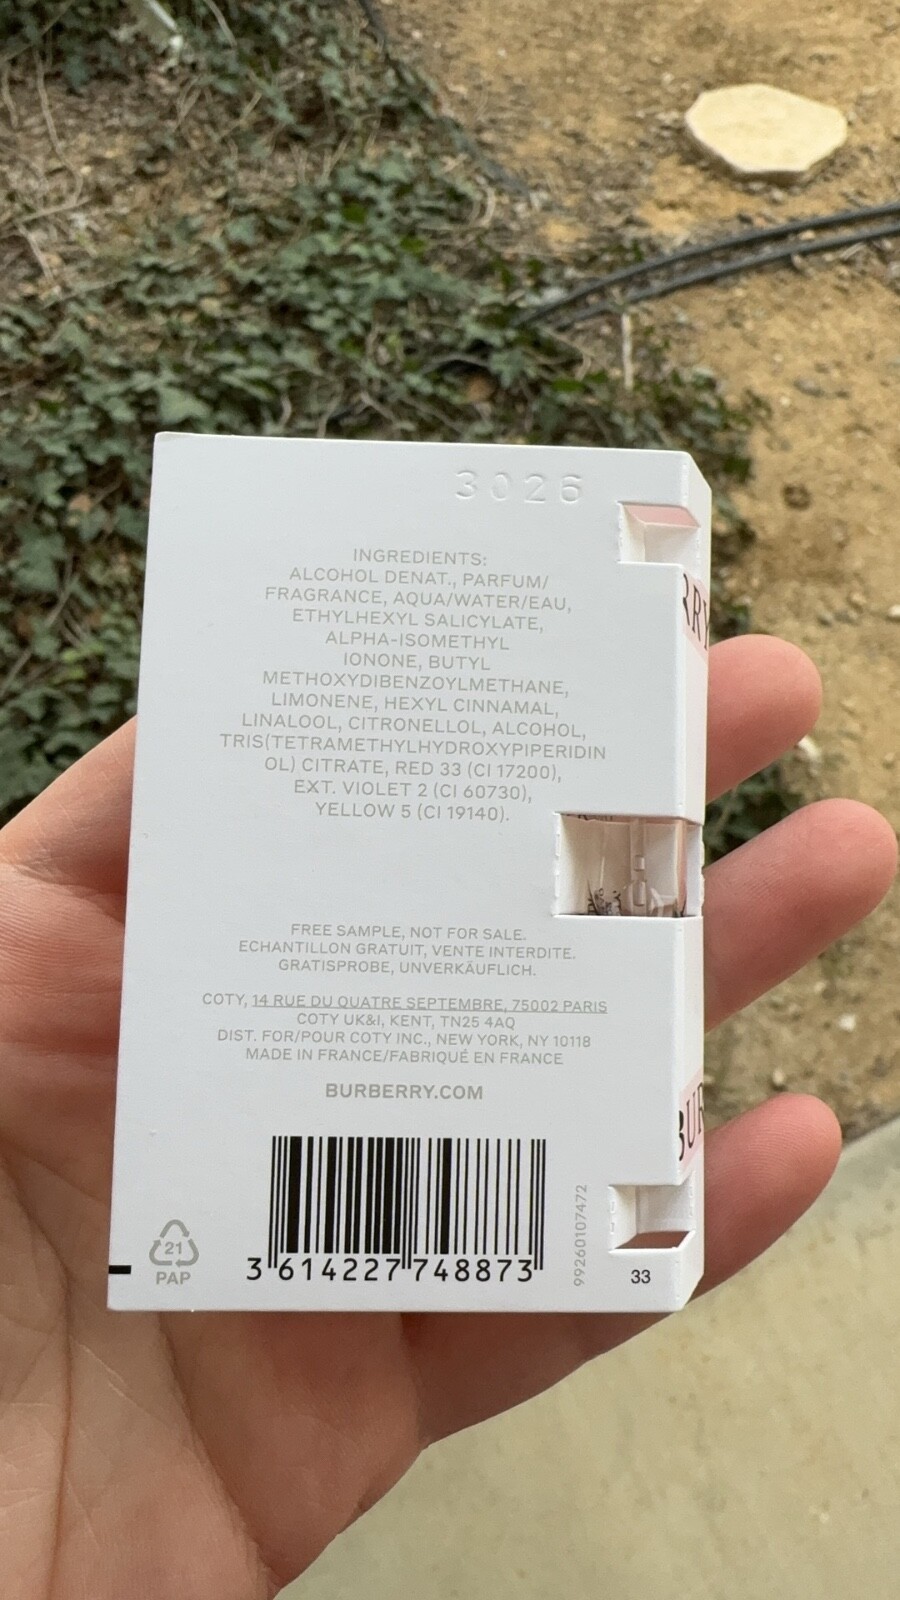 3026
INGREDIENTS:
ALCOHOL DENAT., PARFUM/
FRAGRANCE, AQUA/WATER/EAU,
ETHYLHEXYL SALICYLATE,
ALPHA-ISOMETHYL
IONONE, BUTYL
METHOXYDIBENZOYLMETHANE,
LIMONENE, HEXYL CINNAMAL,
LINALOOL, CITRONELLOL, ALCOHOL,
TRIS(TETRAMETHYLHYDROXYPIPERIDIN
OL) CITRATE, RED 33 (CI 17200),
EXT. VIOLET 2 (CI 60730),
YELLOW 5 (CI 19140).
FREE SAMPLE, NOT FOR SALE.
ECHANTILLON GRATUIT, VENTE INTERDITE.
GRATISPROBE, UNVERKÄUFLICH.
COTY, 14 RUE DU QUATRE SEPTEMBRE, 75002 PARIS
COTY UK&I, KENT, TN25 4AQ
DIST. FOR/POUR COTY INC., NEW YORK, NY 10118
MADE IN FRANCE/FABRIQUÉ EN FRANCE
BURBERRY.COM
21
PAP
3 614227 748873
99260107472
33
RRY
BUR